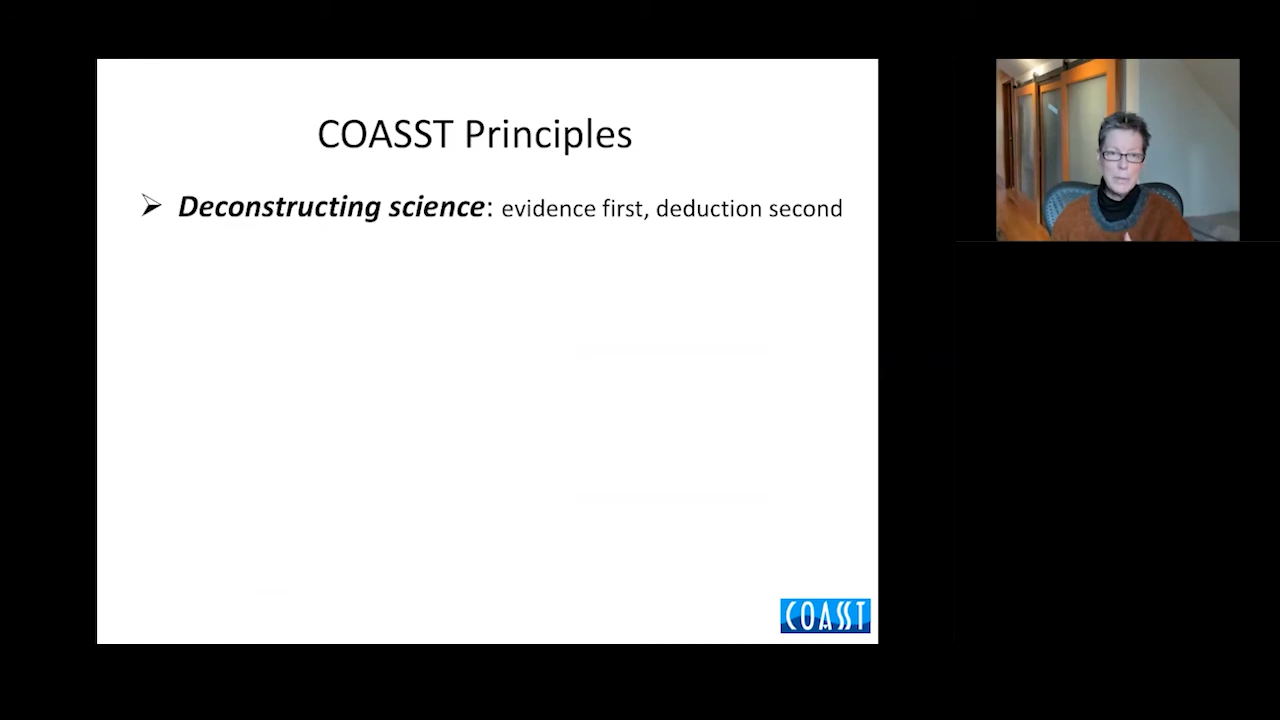 COASST Principles
➢ Deconstructing science: evidence first, deduction second
COASST